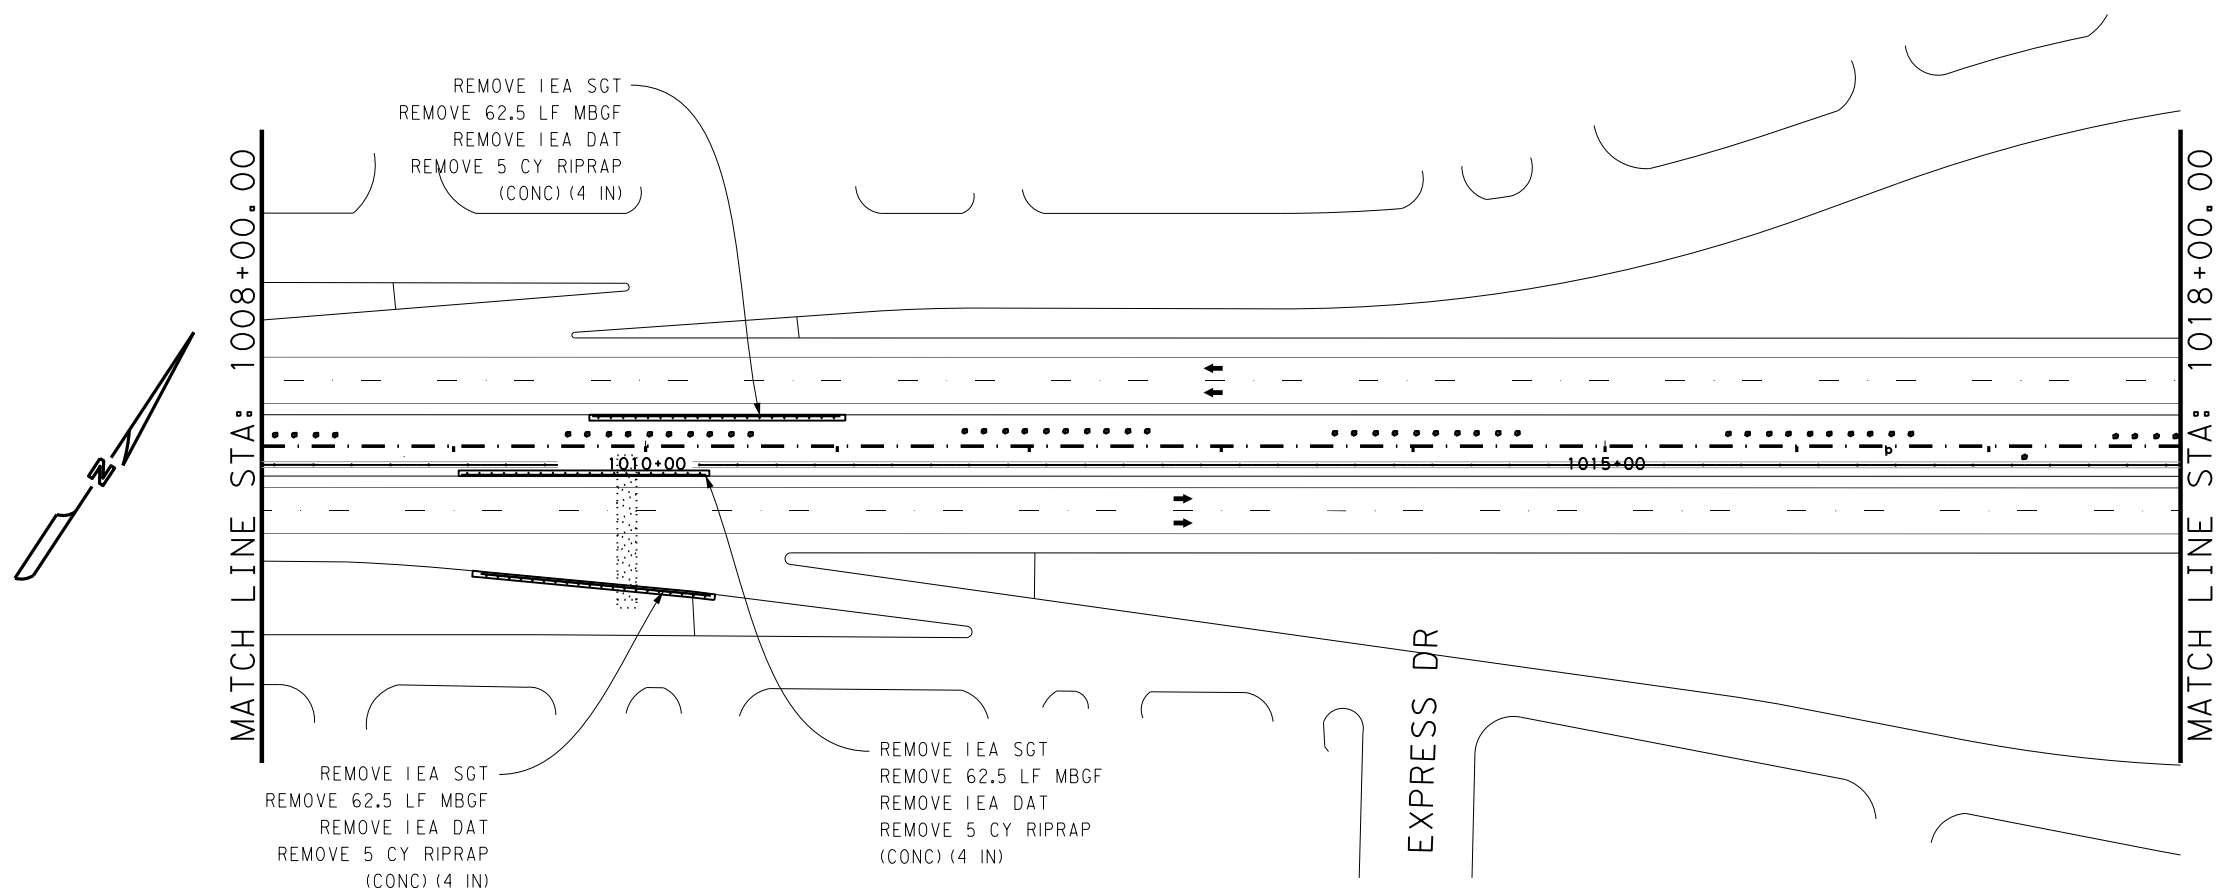 REMOVE 1EA SGT
REMOVE 62.5 LF MBGF
REMOVE 1EA DAT
REMOVE 5 CY RIPRAP
(CONC)(4 IN)
MATCH LINE STA: 1008+00.00
MATCH LINE STA: 1018+00.00
N
1010+00
1015+00
P
EXPRESS DR
REMOVE 1EA SGT
REMOVE 62.5 LF MBGF
REMOVE 1EA DAT
REMOVE 5 CY RIPRAP
(CONC)(4 IN)
REMOVE 1EA SGT
REMOVE 62.5 LF MBGF
REMOVE 1EA DAT
REMOVE 5 CY RIPRAP
(CONC)(4 IN)